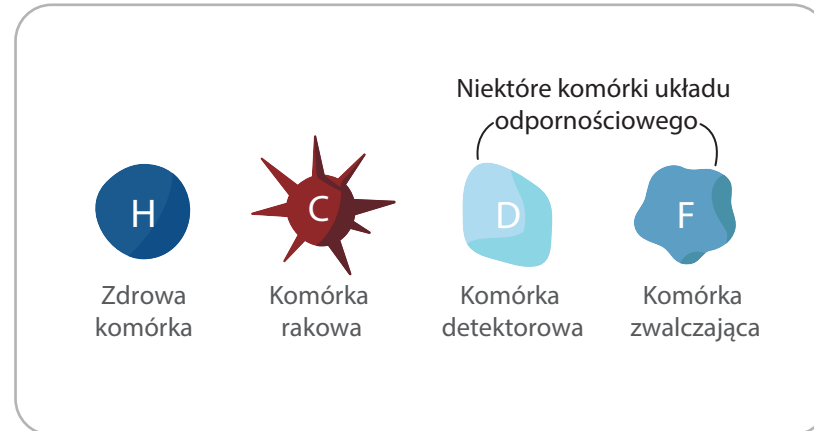 Niektóre komórki układu
odpornościowego
H
C
D
F
Zdrowa
komórka
Komórka
rakowa
Komórka
detektorowa
Komórka
zwalczająca